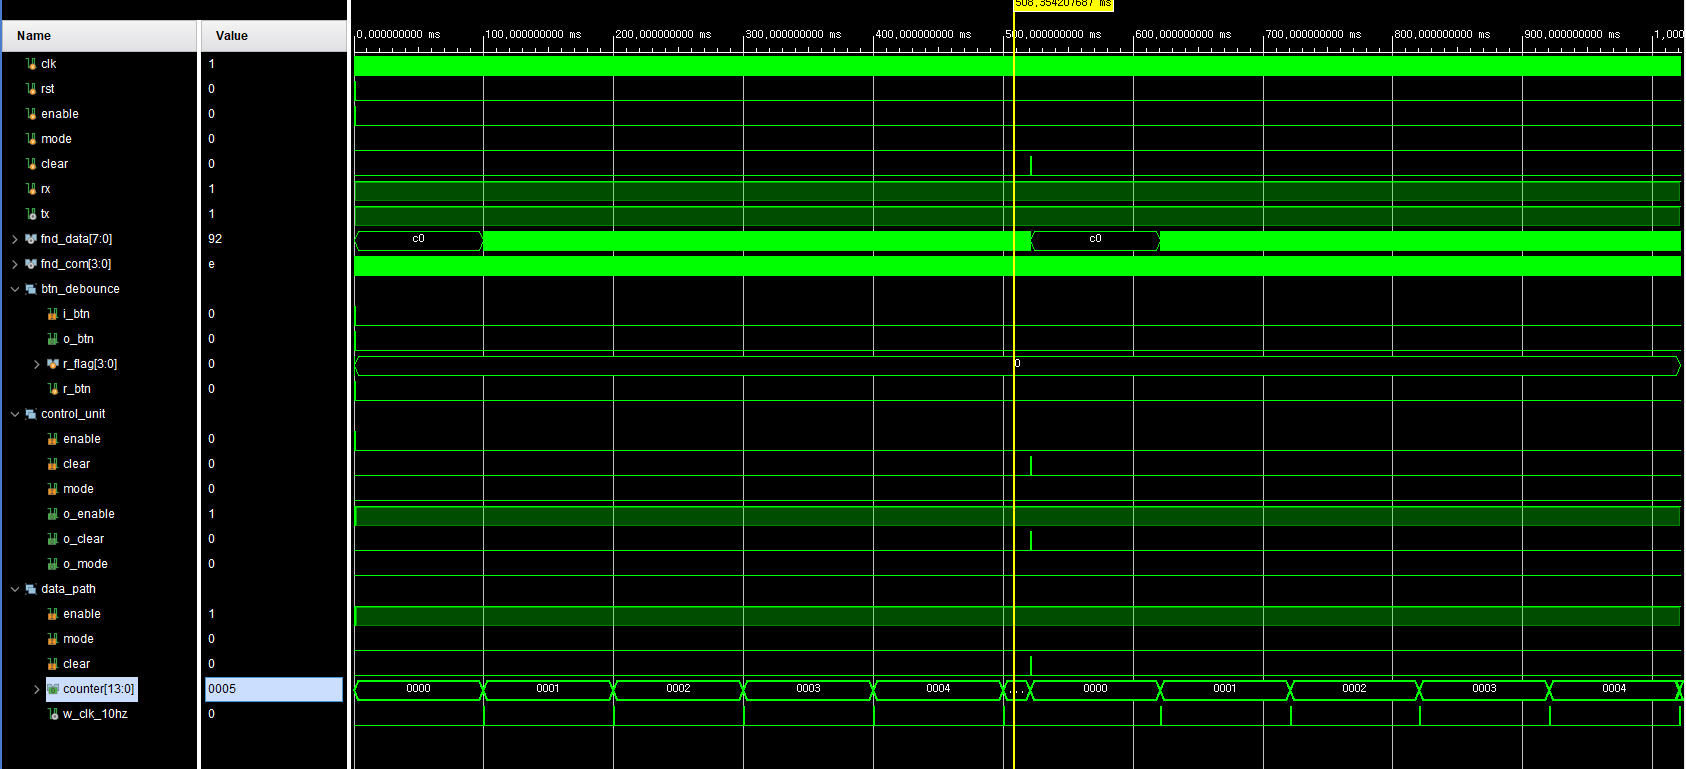 508,354207687 ms
Name Value
0,000000000 ms 100,000000000 ms 200,000000000 ms 300,000000000 ms 400,000000000 ms 500,000000000 ms 600,000000000 ms 700,000000000 ms 800,000000000 ms 900,000000000 ms 1,000
clk 1
rst 0
enable 0
mode 0
clear 0
rx 1
tx 1
fnd_data[7:0] 92 c0 c0
fnd_com[3:0] e
btn_debounce
i_btn 0
o_btn 0
r_flag[3:0] 0 0
r_btn 0
control_unit
enable 0
clear 0
mode 0
o_enable 1
o_clear 0
o_mode 0
data_path
enable 1
mode 0
clear 0
counter[13:0] 0005 0000 0001 0002 0003 0004 ... 0000 0001 0002 0003 0004
w_clk_10hz 0